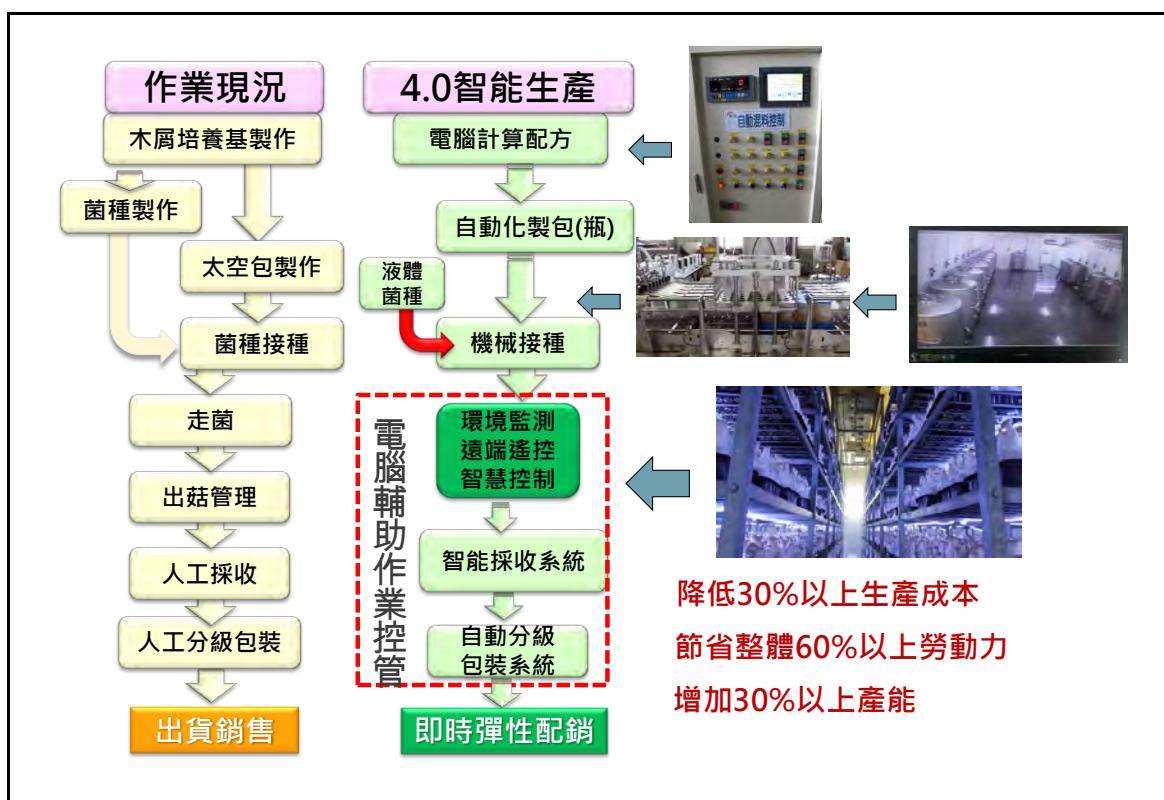 作業現況
木屑培養基製作
菌種製作
太空包製作
菌種接種
走菌
出菇管理
人工採收
人工分級包裝
出貨銷售
4.0智能生產
電腦計算配方
自動化製包(瓶)
液體
菌種
機械接種
電腦輔助作業控管
環境監測
遠端遙控
智慧控制
智能採收系統
自動分級
包裝系統
即時彈性配銷
自動混料控制
降低30%以上生產成本
節省整體60%以上勞動力
增加30%以上產能